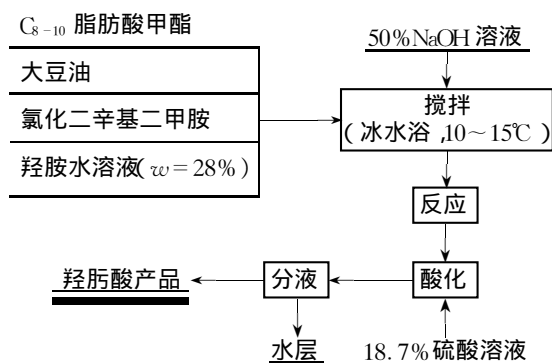 C₈₋₁₀ 脂肪酸甲酯
大豆油
氯化二辛基二甲胺
羟胺水溶液(w=28%)
50%NaOH 溶液
搅拌
(冰水浴,10~15℃)
反应
酸化
18.7%硫酸溶液
分液
水层
羟肟酸产品